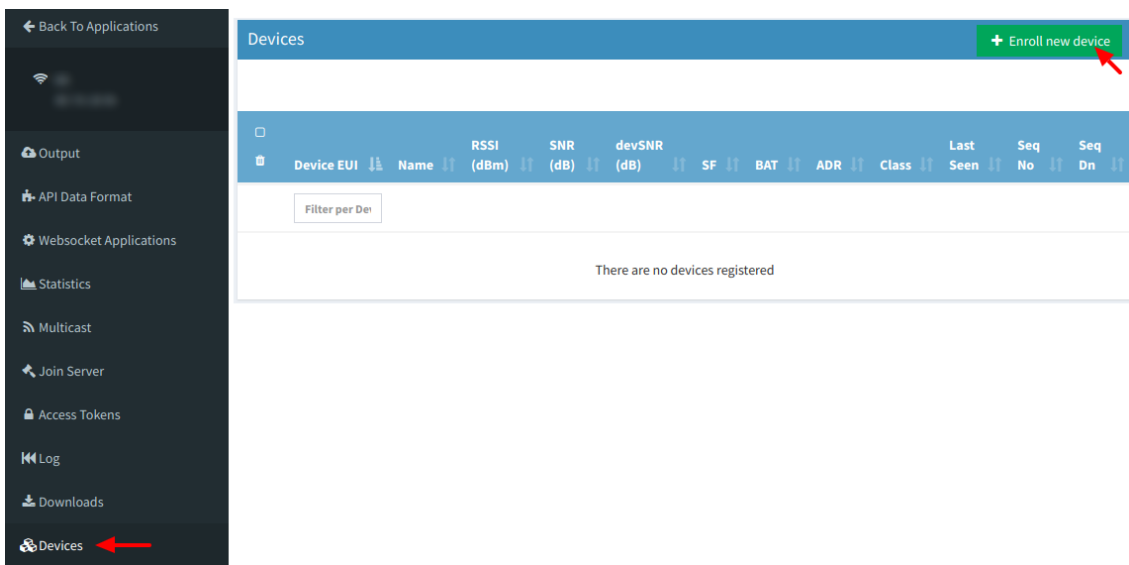 Back To Applications
Output
API Data Format
Websocket Applications
Statistics
Multicast
Join Server
Access Tokens
Log
Downloads
Devices
Devices
+ Enroll new device
Device EUI Name RSSI (dBm) SNR (dB) devSNR (dB) SF BAT ADR Class Last Seen Seq No Seq Dn
Filter per De
There are no devices registered